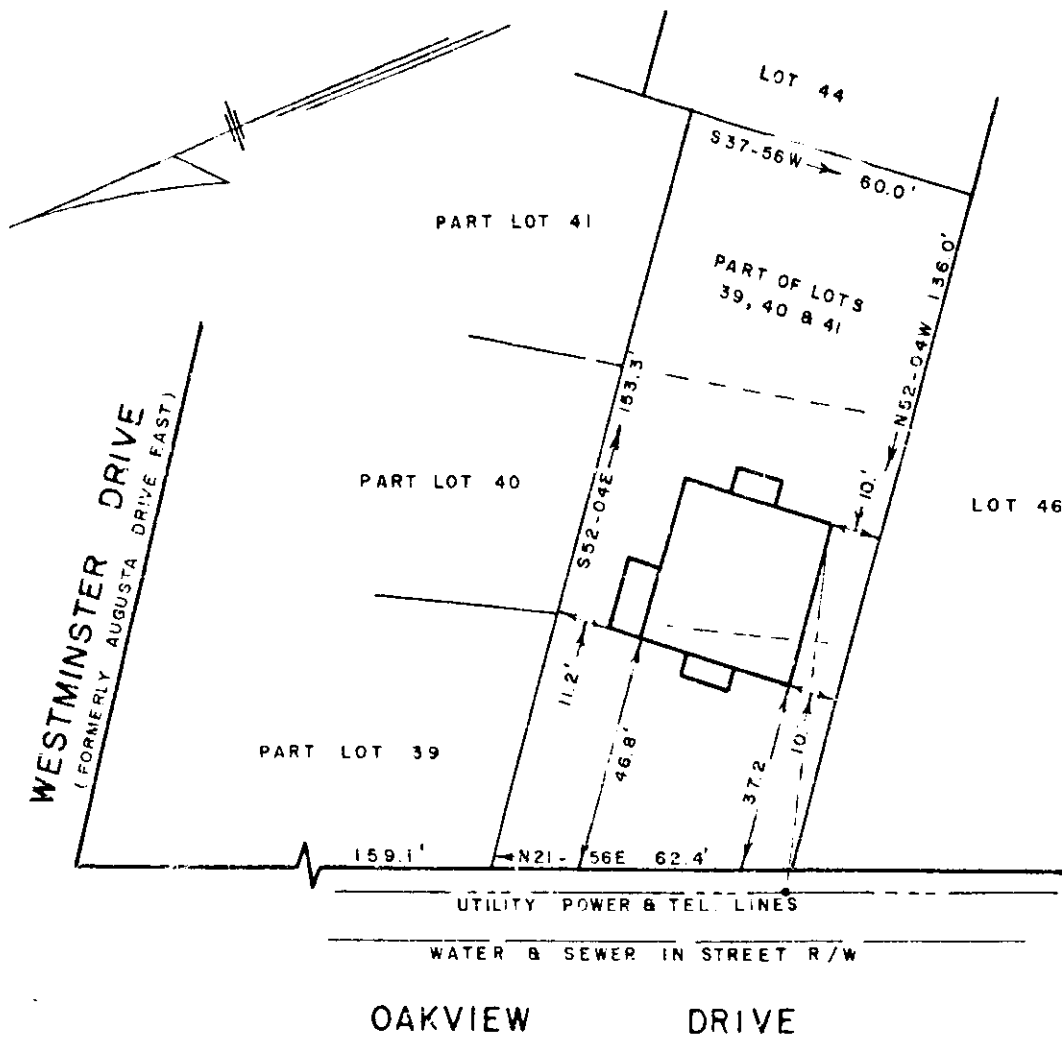 LOT 44
S37-56W 60.0'
PART LOT 41
PART OF LOTS
39, 40 & 41
N52-04W 136.0'
S52-04E 153.3'
WESTMINSTER DRIVE
(FORMERLY AUGUSTA DRIVE EAST)
PART LOT 40
10.'
LOT 46
11.2'
46.8'
37.2
10.'
PART LOT 39
159.1'
N21-56E 62.4'
UTILITY POWER & TEL. LINES
WATER & SEWER IN STREET R/W
OAKVIEW DRIVE